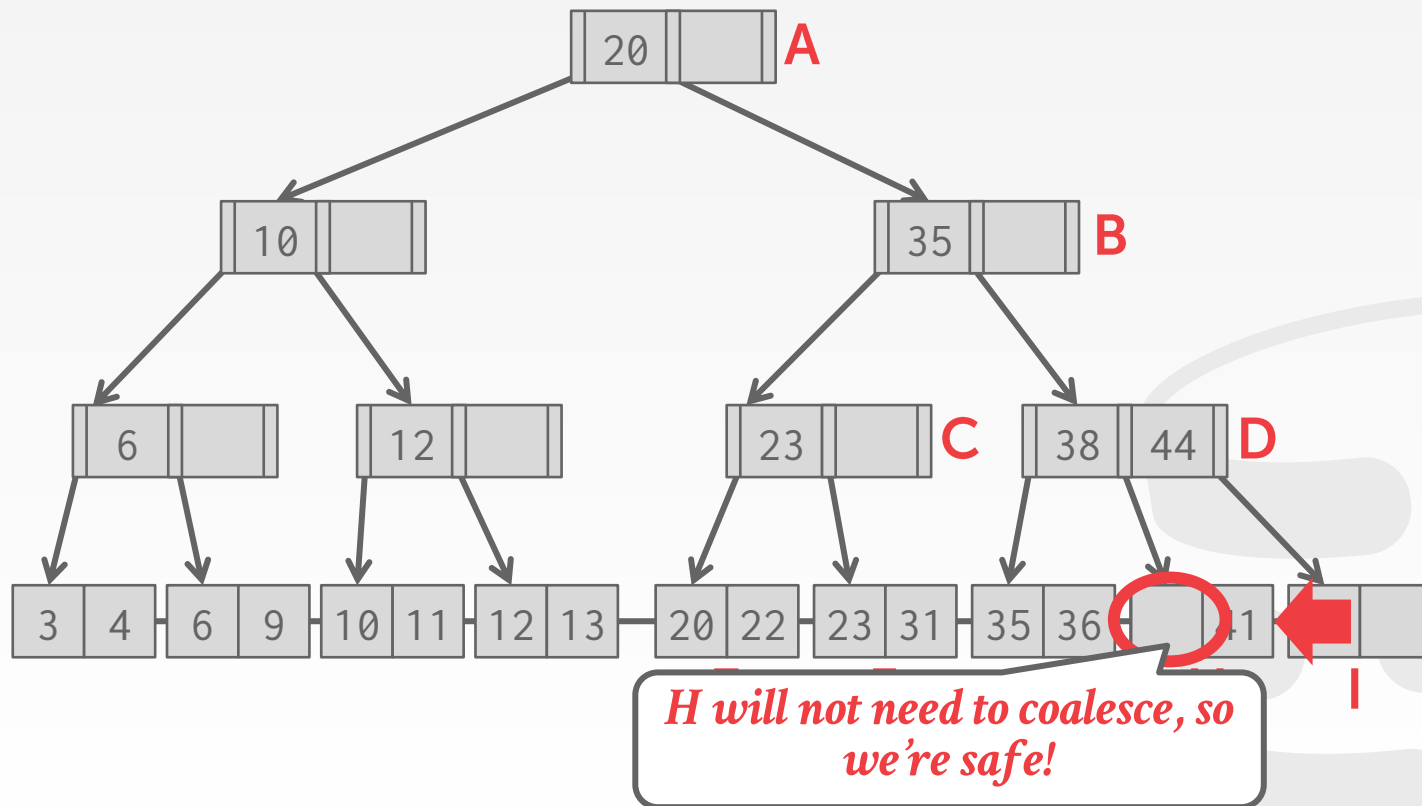 20 A
10 35 B
6 12 23 C 38 44 D
3 4 6 9 10 11 12 13 20 22 23 31 35 36 41
I
H will not need to coalesce, so
we're safe!